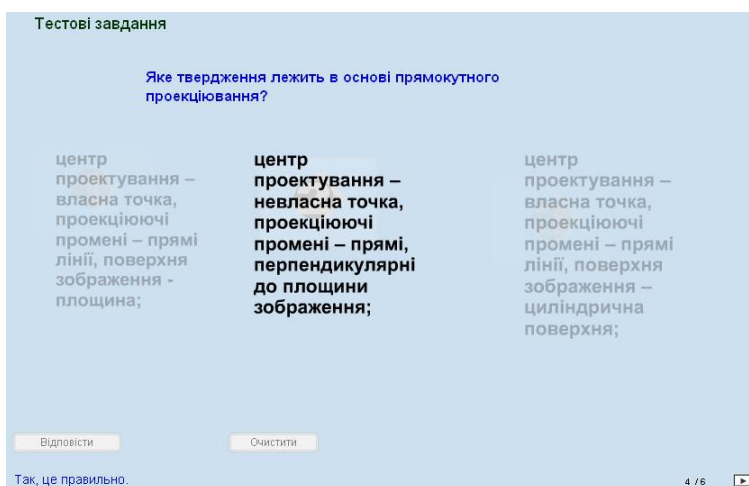 Тестові завдання
Яке твердження лежить в основі прямокутного
проекціювання?
центр
проектування –
власна точка,
проекціюючі
промені – прямі
лінії, поверхня
зображення -
площина;
центр
проектування –
невласна точка,
проекціюючі
промені – прямі,
перпендикулярні
до площини
зображення;
центр
проектування –
власна точка,
проекціюючі
промені – прямі
лінії, поверхня
зображення –
циліндрична
поверхня;
Відповісти
Очистити
Так, це правильно.
4 / 6